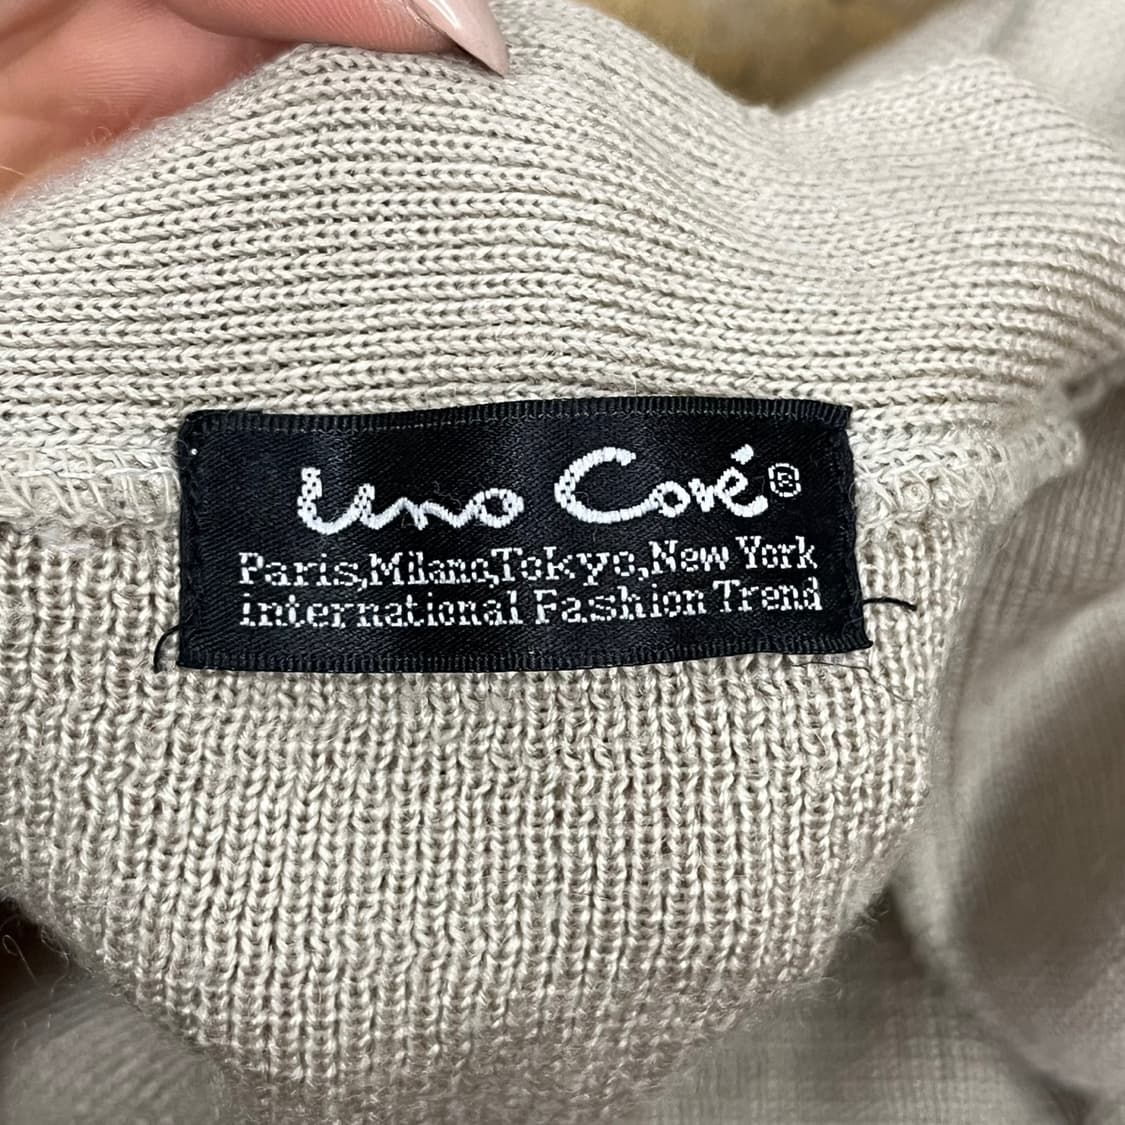 Uno Coré®
Paris,Milano,Tokyo,New York
international Fashion Trend